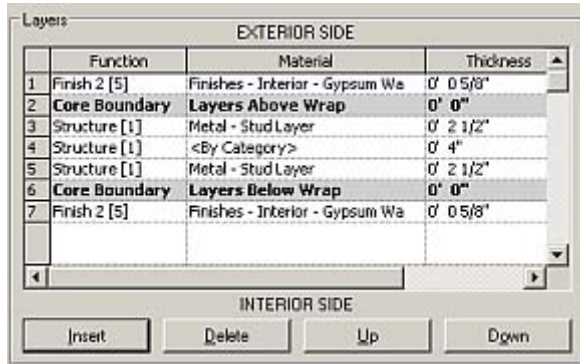 Layers
EXTERIOR SIDE
Function Material Thickness
1 Finish 2 [5] Finishes - Interior - Gypsum Wa 0' 0 5/8"
2 Core Boundary Layers Above Wrap 0' 0"
3 Structure [1] Metal - Stud Layer 0' 2 1/2"
4 Structure [1] <By Category> 0' 4"
5 Structure [1] Metal - Stud Layer 0' 2 1/2"
6 Core Boundary Layers Below Wrap 0' 0"
7 Finish 2 [5] Finishes - Interior - Gypsum Wa 0' 0 5/8"
INTERIOR SIDE
Insert Delete Up Down